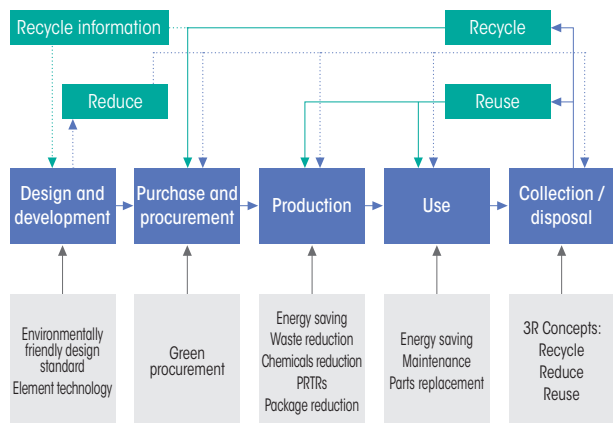 Recycle information
Recycle
Reduce
Reuse
Design and
development
Purchase and
procurement
Production
Use
Collection /
disposal
Environmentally
friendly design
standard
Element technology
Green
procurement
Energy saving
Waste reduction
Chemicals reduction
PRTRs
Package reduction
Energy saving
Maintenance
Parts replacement
3R Concepts:
Recycle
Reduce
Reuse